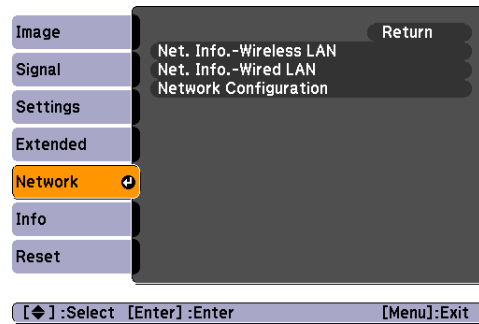 Image
Signal
Settings
Extended
Network
Info
Reset
Return
Net. Info.-Wireless LAN
Net. Info.-Wired LAN
Network Configuration
[◆] :Select [Enter] :Enter [Menu]:Exit